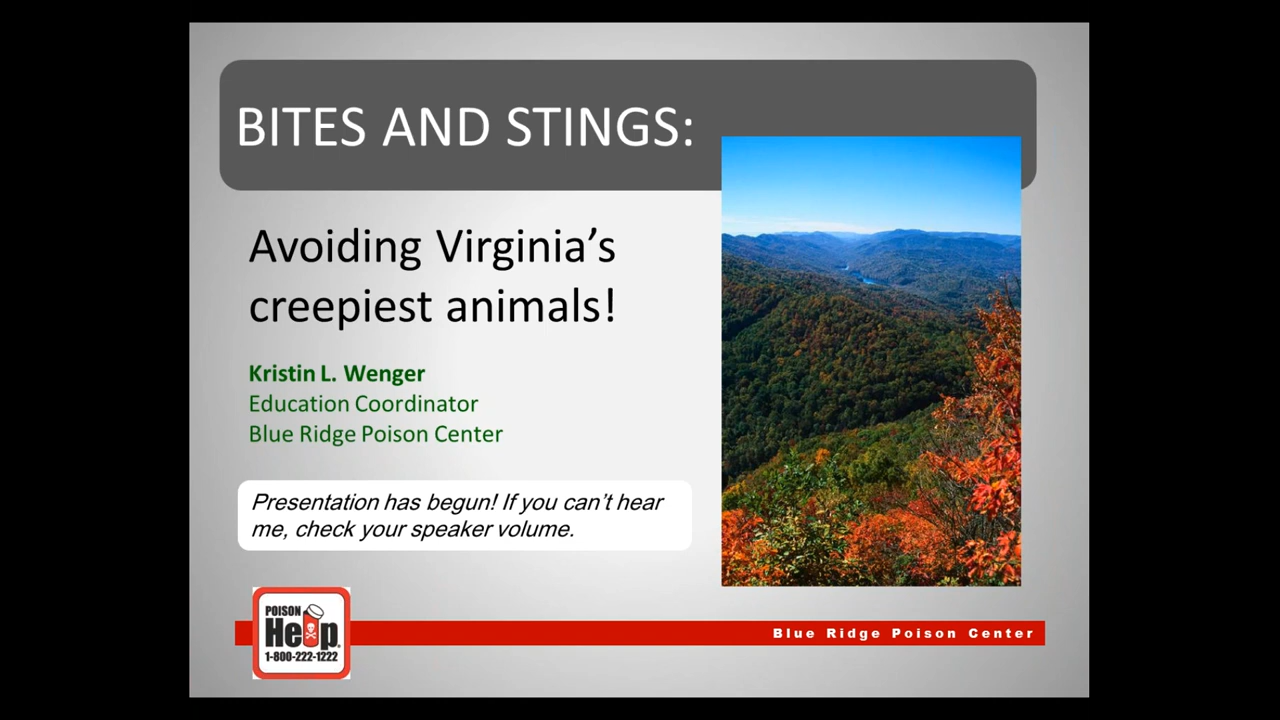 BITES AND STINGS:
Avoiding Virginia’s
creepiest animals!
Kristin L. Wenger
Education Coordinator
Blue Ridge Poison Center
Presentation has begun! If you can’t hear
me, check your speaker volume.
POISON
Help®
1-800-222-1222
Blue Ridge Poison Center